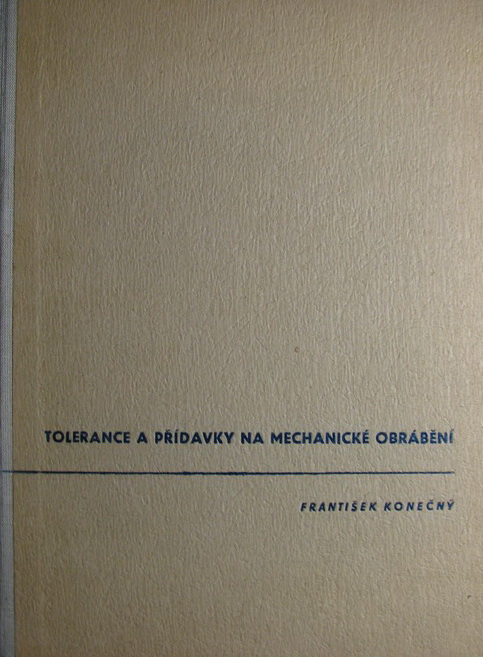 TOLERANCE A PŘÍDAVKY NA MECHANICKÉ OBRÁBĚNÍ
FRANTIŠEK KONEČNÝ